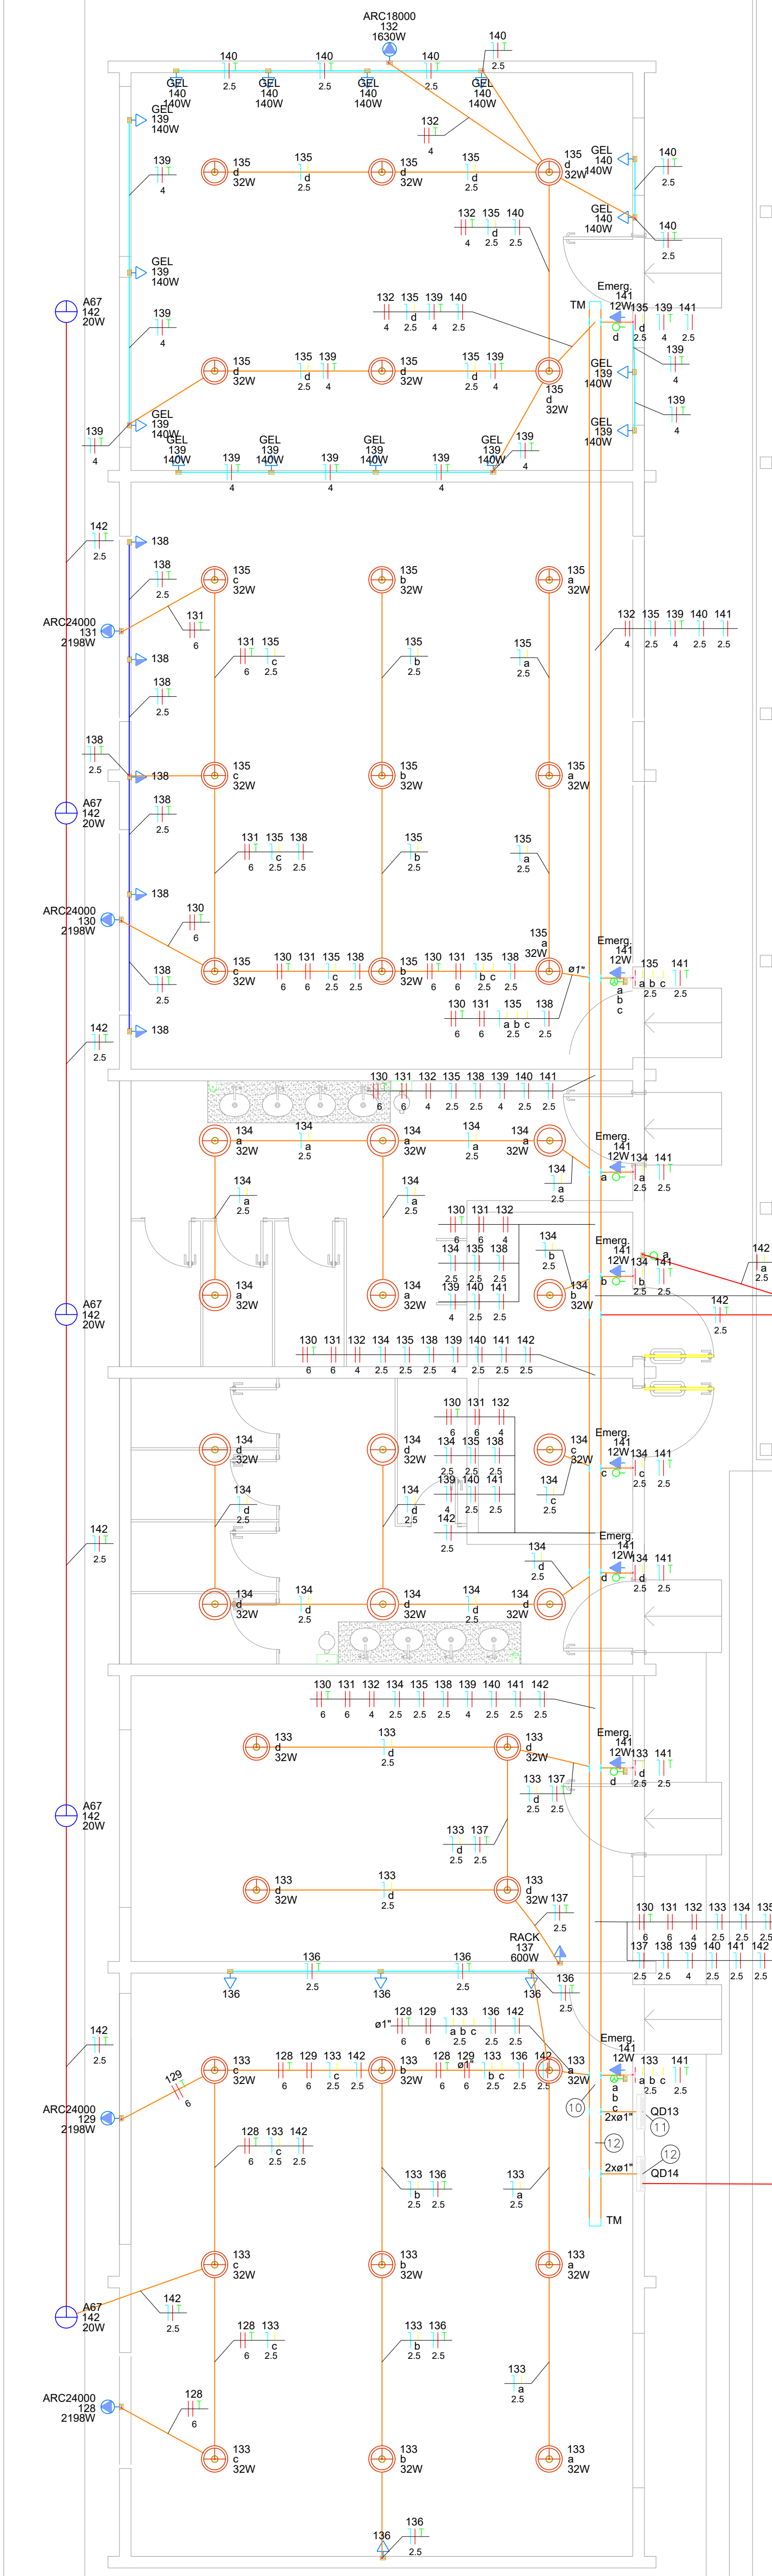 ARC18000
132
1630W
140
2.5
140
2.5
140
2.5
140
2.5
GEL
140
140W
GEL
140
140W
GEL
140
140W
GEL
140
140W
GEL
139
140W
132
4
139
4
135
d
32W
135
d
2.5
135
d
32W
135
d
2.5
135
d
32W
GEL
140
140W
140
2.5
GEL
140
140W
140
2.5
132 135 140
d
4 2.5 2.5
GEL
139
140W
A67
142
20W
139
4
132 135 139 140
d
4 2.5 4 2.5
TM
Emerg.
141
12W
d
135 139 141
d
2.5 4 2.5
139
4
135
d
32W
135 139
d
2.5 4
135
d
32W
135 139
d
2.5 4
135
d
32W
GEL
139
140W
139
4
GEL
139
140W
GEL
139
140W
139
4
GEL
139
140W
GEL
139
140W
GEL
139
140W
GEL
139
140W
139
4
139
4
139
4
139
4
142
2.5
138
138
2.5
135
c
32W
135
b
32W
135
a
32W
ARC24000
131
2198W
131
6
132 135 139 140 141
4 2.5 4 2.5 2.5
138
131 135
c
6 2.5
135
b
2.5
135
a
2.5
138
2.5
138
2.5
138
135
c
32W
135
b
32W
135
a
32W
A67
142
20W
138
2.5
131 135 138
c
6 2.5 2.5
135
b
2.5
135
a
2.5
138
ARC24000
130
2198W
130
6
135
c
32W
130 131 135 138
c
6 6 2.5 2.5
135
b
32W
130 131 135 138
b c
6 6 2.5 2.5
135
a
32W
ø1"
Emerg.
141
12W
a
b
c
135 141
a b c
2.5 2.5
138
2.5
130 131 135 138
a b c
6 6 2.5 2.5
138
142
2.5
130 131 132 135 138 139 140 141
6 6 4 2.5 2.5 4 2.5 2.5
134
a
32W
134
a
2.5
134
a
32W
134
a
2.5
134
a
32W
Emerg.
141
12W
a
134 141
a
2.5 2.5
134
a
2.5
134
a
2.5
134
a
2.5
130 131 132
6 6 4
134 135 138
2.5 2.5 2.5
139 140 141
4 2.5 2.5
134
b
2.5
Emerg.
141
12W
b
134 141
b
2.5 2.5
a
142
a
2.5
134
a
32W
134
a
32W
134
b
32W
142
2.5
A67
142
20W
130 131 132 134 135 138 139 140 141 142
6 6 4 2.5 2.5 2.5 4 2.5 2.5 2.5
130 131 132
6 6 4
134 135 138
2.5 2.5 2.5
139 140 141
4 2.5 2.5
142
2.5
134
d
32W
134
d
32W
134
c
32W
Emerg.
141
12W
c
134 141
c
2.5 2.5
134
d
2.5
134
d
2.5
134
c
2.5
142
2.5
134
d
2.5
Emerg.
141
12W
d
134 141
d
2.5 2.5
134
d
32W
134
d
2.5
134
d
32W
134
d
2.5
134
d
32W
130 131 132 134 135 138 139 140 141 142
6 6 4 2.5 2.5 2.5 4 2.5 2.5 2.5
133
d
32W
133
d
2.5
133
d
32W
Emerg.
141
12W
d
133 141
d
2.5 2.5
133 137
d
2.5 2.5
A67
142
20W
133 137
d
2.5 2.5
133
d
32W
133
d
2.5
133
d
32W
137
2.5
130 131 132 133 134 135
6 6 4 2.5 2.5 2.5
137 138 139 140 141 142
2.5 2.5 4 2.5 2.5 2.5
RACK
137
600W
136
136
2.5
136
136
2.5
136
136
2.5
142
2.5
ø1" 128 129 133 136 142
a b c
6 6 2.5 2.5 2.5
Emerg.
141
12W
a
b
c
133 141
a b c
2.5 2.5
129
6
133
c
32W
128 129 133 142
c
6 6 2.5 2.5
133
b
32W
128 129 133 136 142
ø1"
b c
6 6 2.5 2.5 2.5
133
a
32W
ARC24000
129
2198W
10
2xø1"
QD13
11
128 133 142
c
6 2.5 2.5
12
12
2xø1"
QD14
133 136
b
2.5 2.5
133
a
2.5
TM
133
c
32W
133
b
32W
133
a
32W
A67
142
20W
142
2.5
128 133
c
6 2.5
133 136
b
2.5 2.5
133
a
2.5
ARC24000
128
2198W
128
6
133
c
32W
133
b
32W
133
a
32W
136
136
2.5